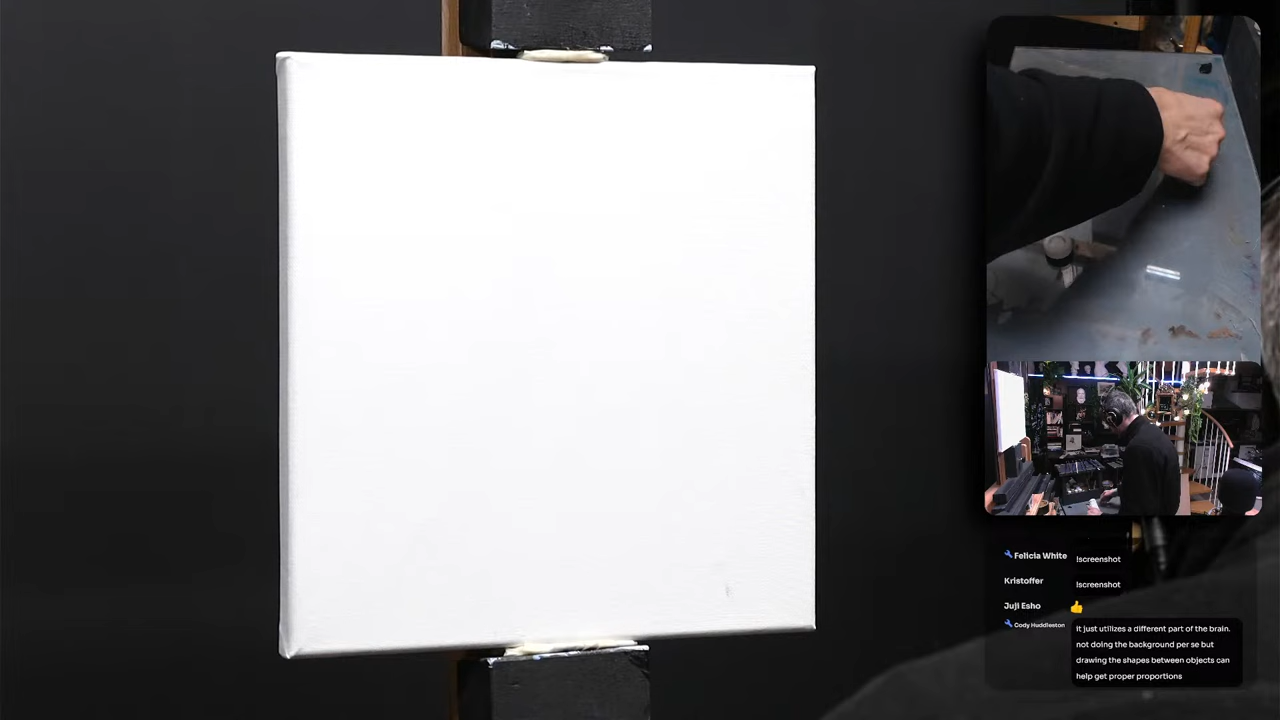 Felicia White !screenshot
Kristoffer !screenshot
Juji Esho 👍
Cody Huddleston it just utilizes a different part of the brain.
not doing the background per se but
drawing the shapes between objects can
help get proper proportions